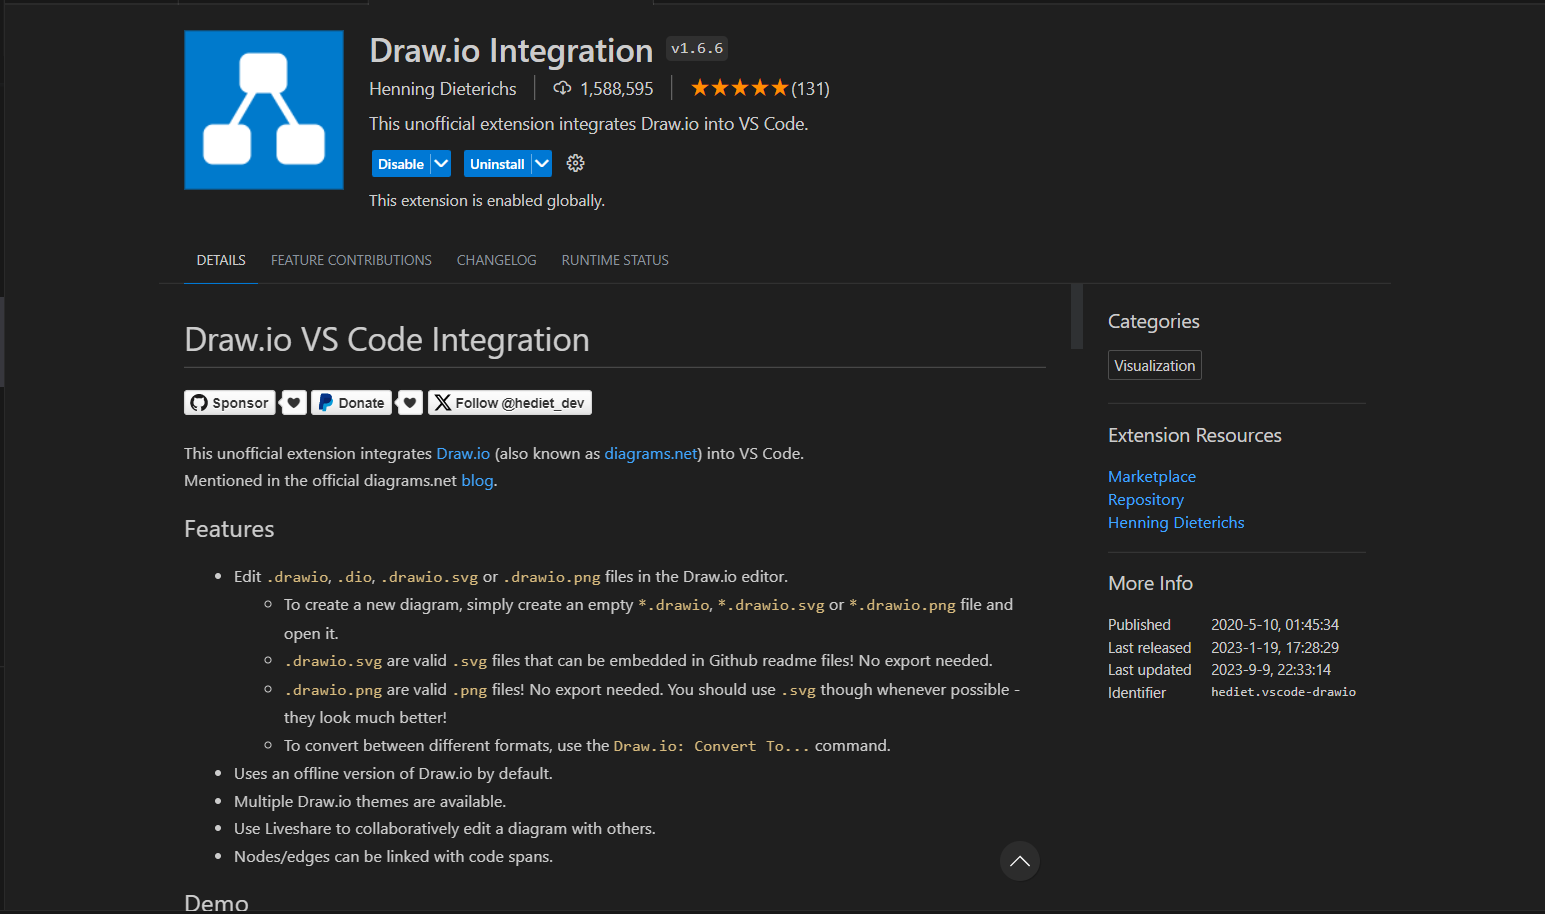 Draw.io Integration v1.6.6
Henning Dieterichs 1,588,595 (131)
This unofficial extension integrates Draw.io into VS Code.
Disable Uninstall
This extension is enabled globally.
DETAILS FEATURE CONTRIBUTIONS CHANGELOG RUNTIME STATUS
Draw.io VS Code Integration
Sponsor Donate Follow @hediet_dev
This unofficial extension integrates Draw.io (also known as diagrams.net) into VS Code.
Mentioned in the official diagrams.net blog.
Features
Edit .drawio, .dio, .drawio.svg or .drawio.png files in the Draw.io editor.
To create a new diagram, simply create an empty *.drawio, *.drawio.svg or *.drawio.png file and
open it.
.drawio.svg are valid .svg files that can be embedded in Github readme files! No export needed.
.drawio.png are valid .png files! No export needed. You should use .svg though whenever possible -
they look much better!
To convert between different formats, use the Draw.io: Convert To... command.
Uses an offline version of Draw.io by default.
Multiple Draw.io themes are available.
Use Liveshare to collaboratively edit a diagram with others.
Nodes/edges can be linked with code spans.
Demo
Categories
Visualization
Extension Resources
Marketplace
Repository
Henning Dieterichs
More Info
Published 2020-5-10, 01:45:34
Last released 2023-1-19, 17:28:29
Last updated 2023-9-9, 22:33:14
Identifier hediet.vscode-drawio